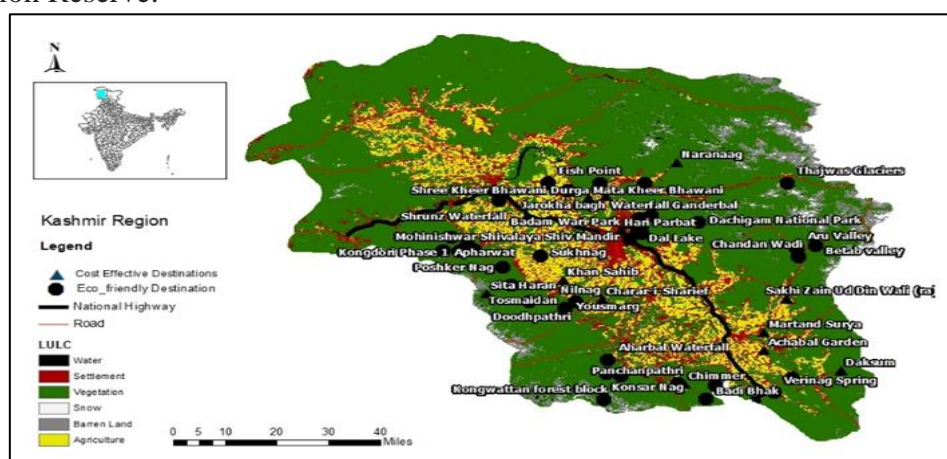 ion Reserve.
N
Naranaag
Fish Point
Thajwas Glaciers
Shree Kheer Bhawani Durga Mata Kheer Bhawani
Jarokha bagh Waterfall Ganderbal
Shrunz Waterfall
Badam Wari Park Hari Parbat
Dachigam National Park
Mohinishwar Shivalaya Shiv Mandir
Dal Lake
Aru Valley
Chandan Wadi
Kongdori Phase 1 Apharwat
Sukhnag
Betab valley
Poshker Nag
Khan Sahib
Sita Haran
Nilnag
Charar-i-Sharief
Sakhi Zain Ud Din Wali (ra)
Tosmaidan
Yousmarg
Doodhpathri
Martand Surya
Aharbal Waterfall
Achabal Garden
Panchanpathri
Chimmer
Daksum
Kongwattan forest block
Konsar Nag
Verinag Spring
Badi Bhak
Kashmir Region
Legend
Cost Effective Destinations
Eco_friendly Destination
National Highway
Road
LULC
Water
Settlement
Vegetation
Snow
Barren Land
Agriculture
0 5 10 20 30 40
Miles